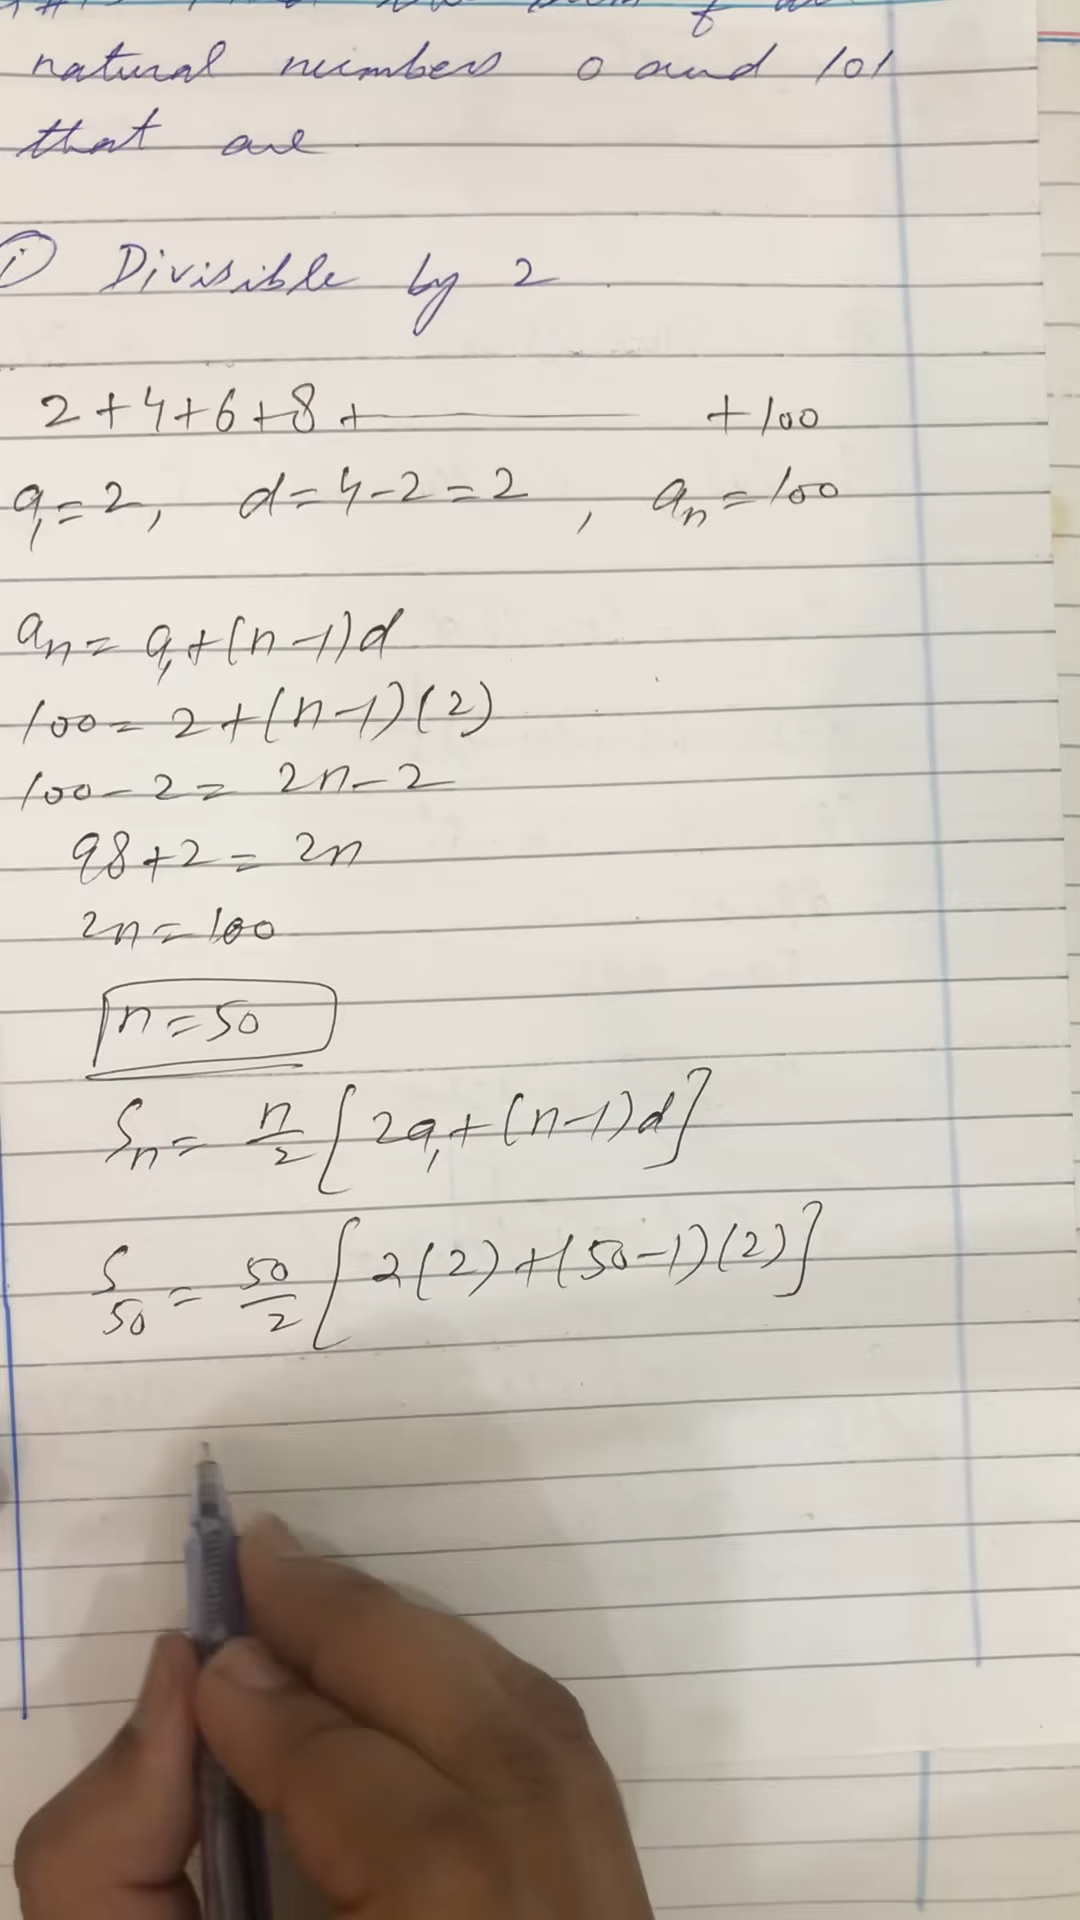 natural numbers 0 and 101
that are
i) Divisible by 2
2+4+6+8+ ——— +100
a₁=2, d=4-2=2, aₙ=100
aₙ=a₁+(n-1)d
100=2+(n-1)(2)
100-2=2n-2
98+2=2n
2n=100
n=50
Sₙ=n/2[2a₁+(n-1)d]
S₅₀=50/2[2(2)+(50-1)(2)]